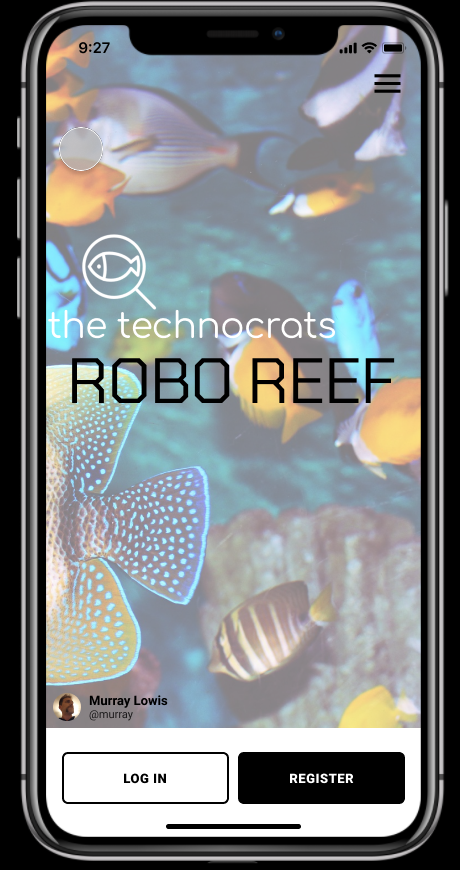 9:27
the technocrats
ROBO REEF
Murray Lowis
@murray
LOG IN
REGISTER